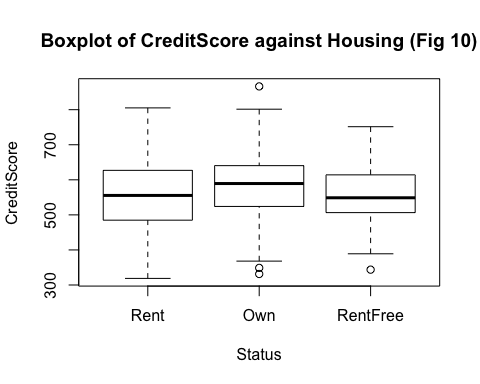 Boxplot of CreditScore against Housing (Fig 10)
CreditScore
700
500
300
Rent Own RentFree
Status